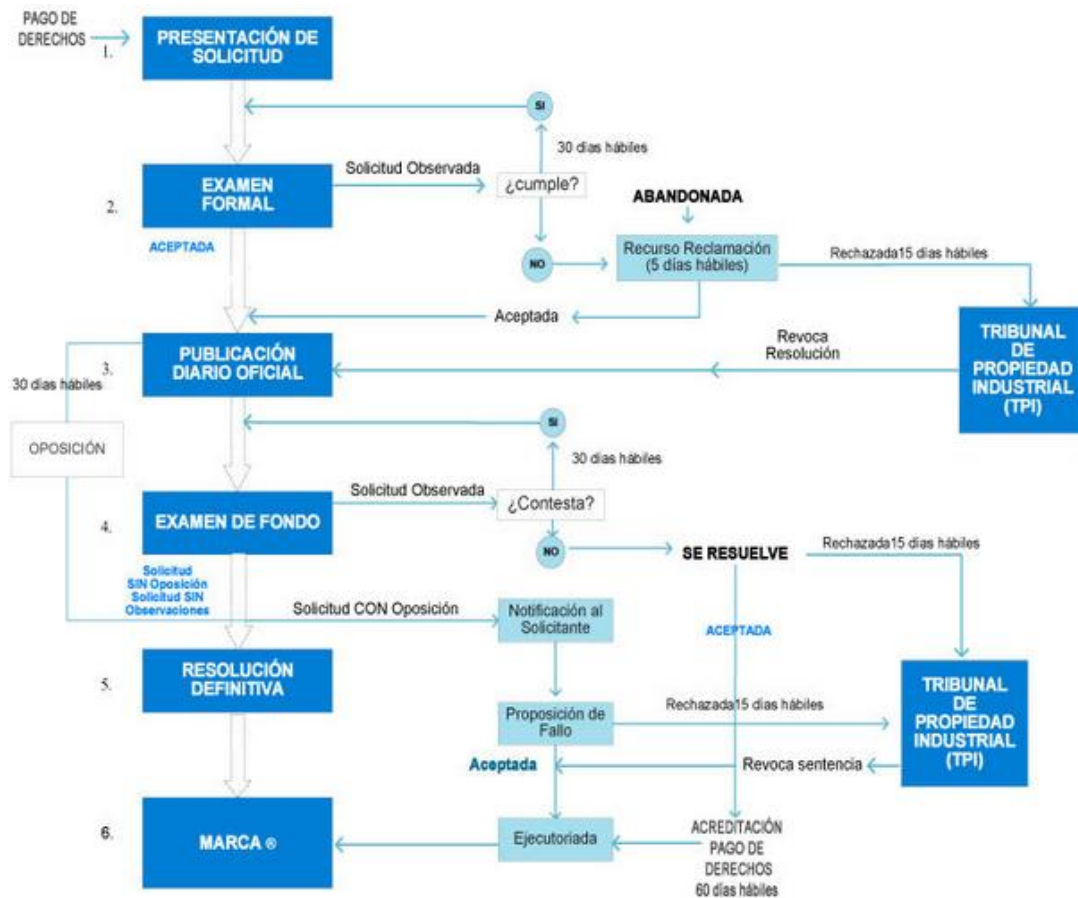 PAGO DE
DERECHOS
1.
PRESENTACIÓN DE
SOLICITUD
SI
30 días hábiles
2.
EXAMEN
FORMAL
Solicitud Observada
¿cumple?
ABANDONADA
ACEPTADA
NO
Recurso Reclamación
(5 días hábiles)
Rechazada15 días hábiles
Aceptada
3.
PUBLICACIÓN
DIARIO OFICIAL
Revoca
Resolución
TRIBUNAL
DE
PROPIEDAD
INDUSTRIAL
(TPI)
30 días hábiles
OPOSICIÓN
SI
30 días hábiles
4.
EXAMEN DE FONDO
Solicitud Observada
¿Contesta?
NO
SE RESUELVE
Rechazada15 días hábiles
Solicitud
SIN Oposición
Solicitud SIN
Observaciones
Solicitud CON Oposición
Notificación al
Solicitante
ACEPTADA
5.
RESOLUCIÓN
DEFINITIVA
Proposición de
Fallo
Rechazada15 días hábiles
TRIBUNAL
DE
PROPIEDAD
INDUSTRIAL
(TPI)
Aceptada
Revoca sentencia
6.
MARCA ®
Ejecutoriada
ACREDITACIÓN
PAGO DE
DERECHOS
60 días hábiles